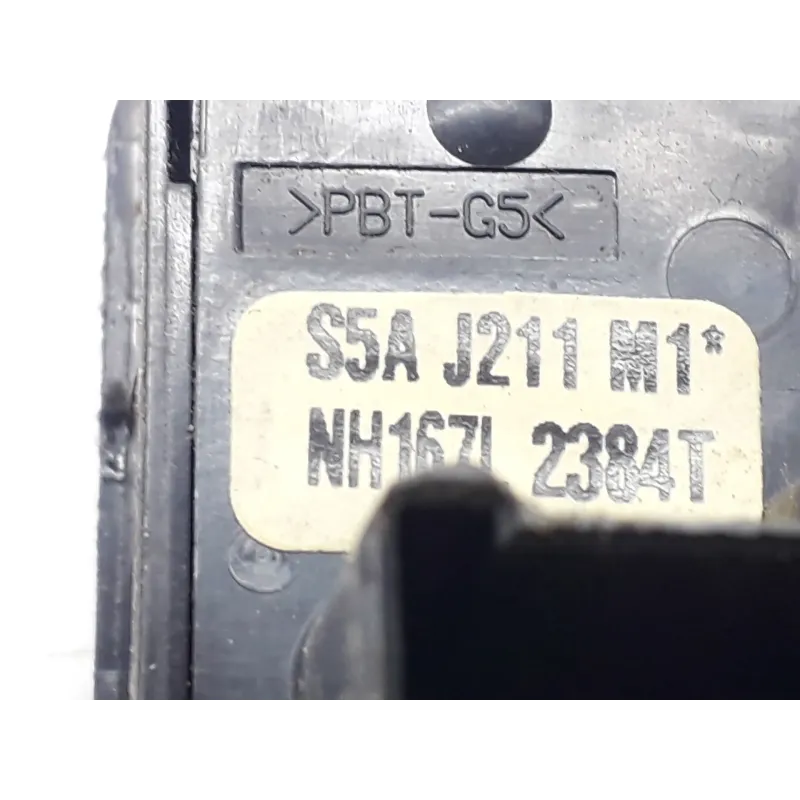 >PBT-G5<
S5A J211 M1*
NH167L 2384T